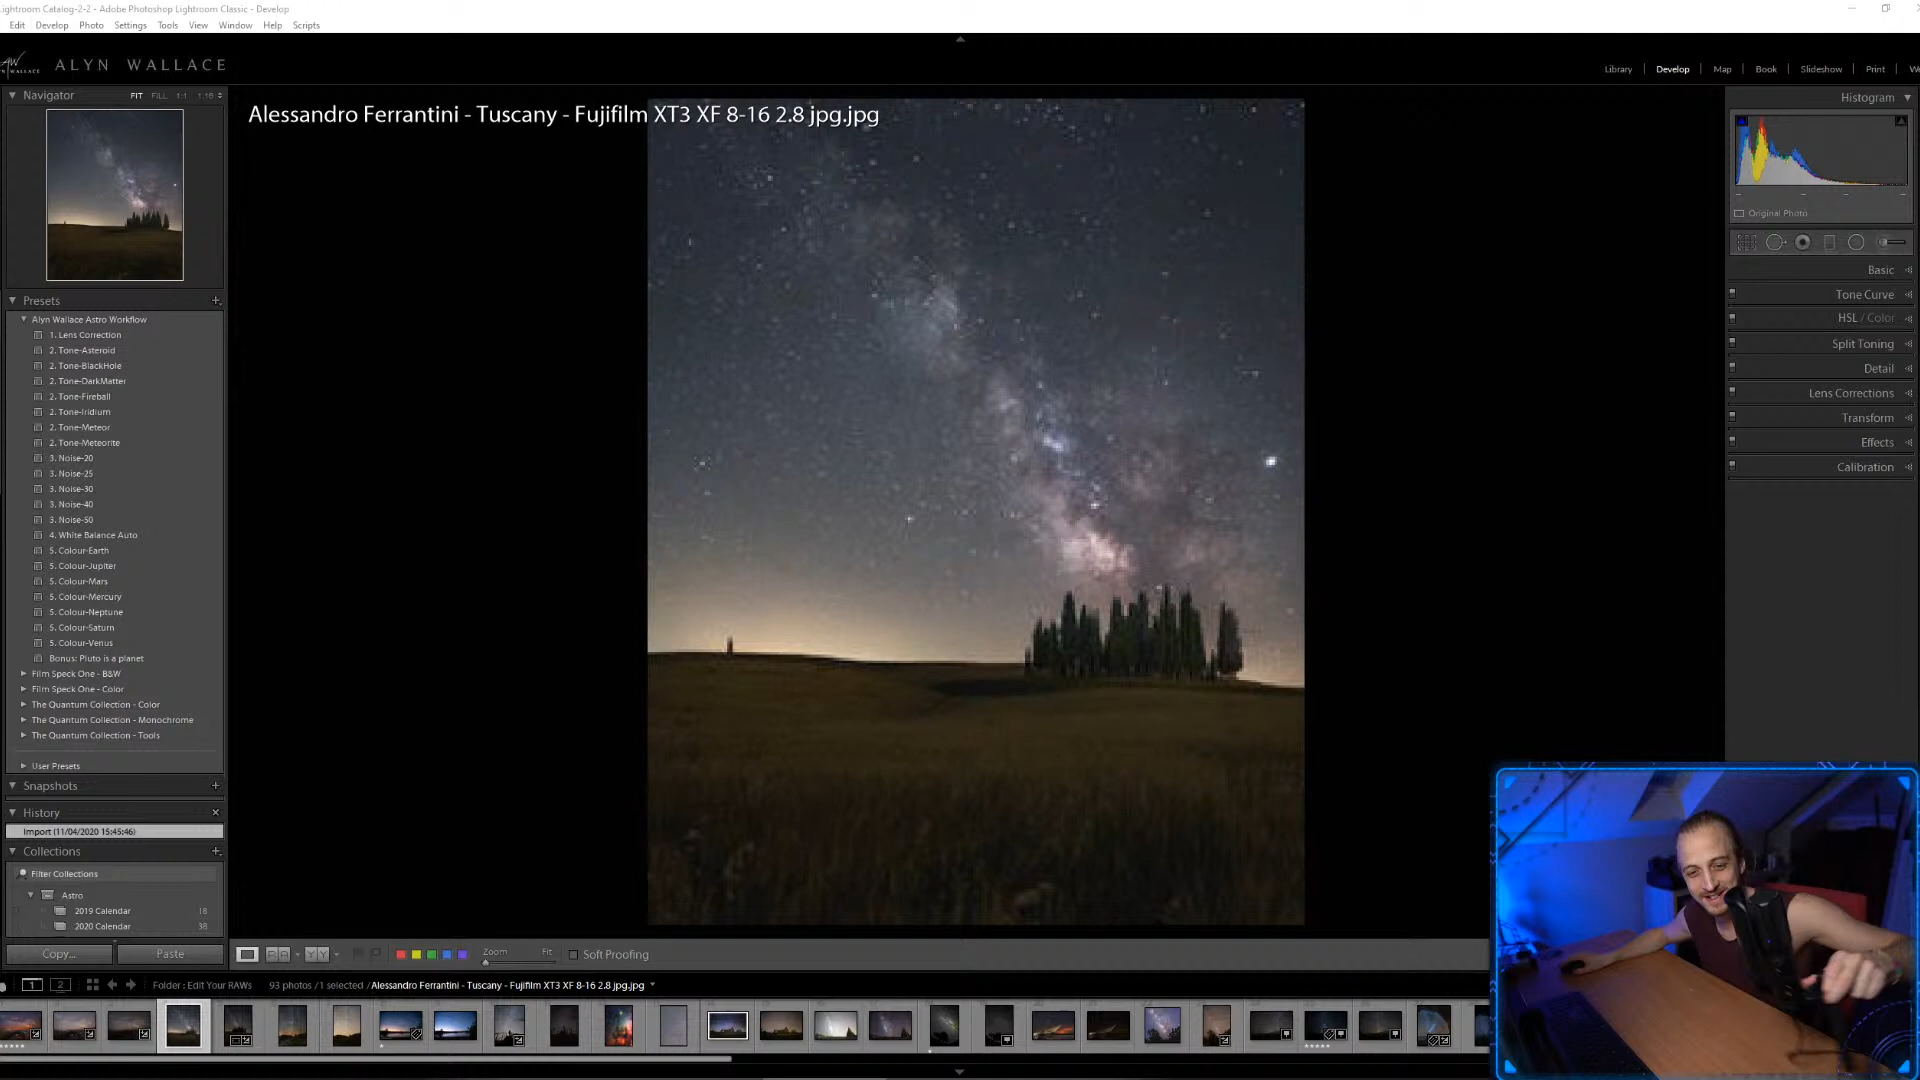 Lightroom Catalog-2-2 - Adobe Photoshop Lightroom Classic - Develop
Edit Develop Photo Settings Tools View Window Help Scripts
ALYN WALLACE
Library Develop Map Book Slideshow Print
Navigator FIT FILL 1:1 1:16
Histogram
Alessandro Ferrantini - Tuscany - Fujifilm XT3 XF 8-16 2.8 jpg.jpg
Original Photo
Basic
Tone Curve
HSL / Color
Split Toning
Detail
Lens Corrections
Transform
Effects
Calibration
Presets
Alyn Wallace Astro Workflow
1. Lens Correction
2. Tone-Asteroid
2. Tone-BlackHole
2. Tone-DarkMatter
2. Tone-Fireball
2. Tone-Iridium
2. Tone-Meteor
2. Tone-Meteorite
3. Noise-20
3. Noise-25
3. Noise-30
3. Noise-40
3. Noise-50
4. White Balance Auto
5. Colour-Earth
5. Colour-Jupiter
5. Colour-Mars
5. Colour-Mercury
5. Colour-Neptune
5. Colour-Saturn
5. Colour-Venus
Bonus: Pluto is a planet
Film Speck One - B&W
Film Speck One - Color
The Quantum Collection - Color
The Quantum Collection - Monochrome
The Quantum Collection - Tools
User Presets
Snapshots
History
Import (11/04/2020 15:45:46)
Collections
Filter Collections
Astro
2019 Calendar 18
2020 Calendar 38
Copy... Paste
Zoom Fit Soft Proofing
1 2 Folder : Edit Your RAWs 93 photos /1 selected /Alessandro Ferrantini - Tuscany - Fujifilm XT3 XF 8-16 2.8 jpg.jpg